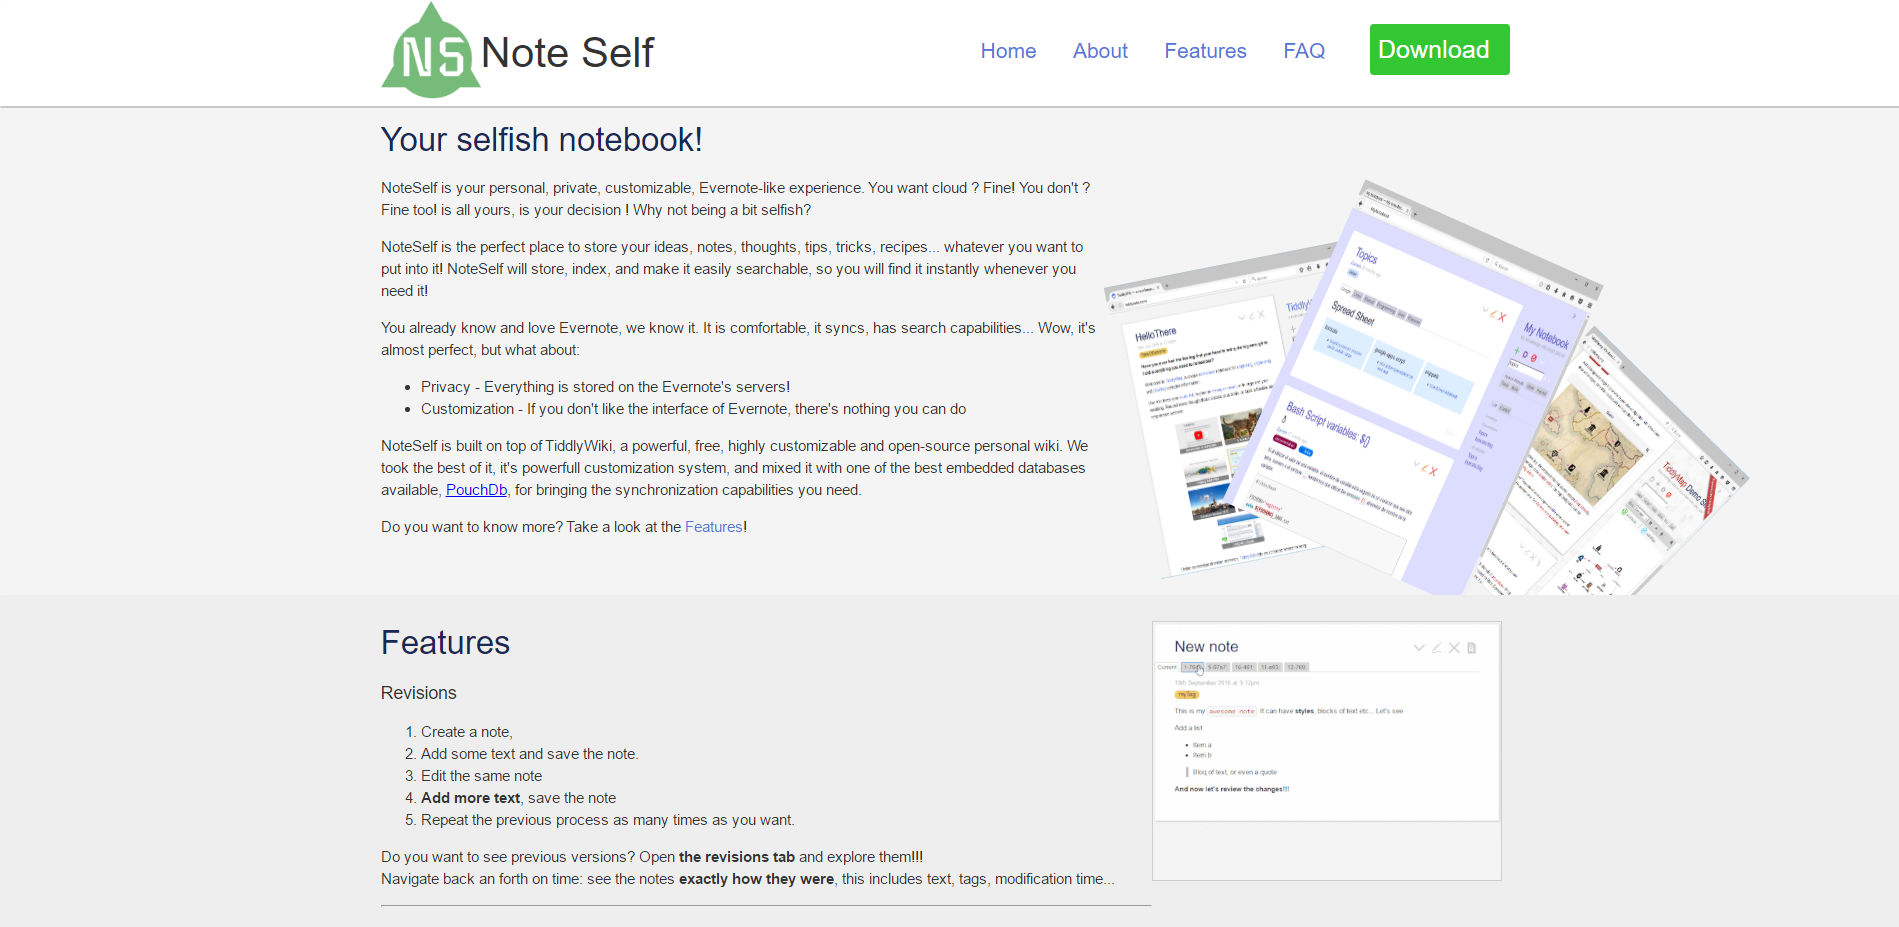 NS Note Self
Home About Features FAQ Download
Your selfish notebook!
NoteSelf is your personal, private, customizable, Evernote-like experience. You want cloud ? Fine! You don't ?
Fine too! is all yours, is your decision ! Why not being a bit selfish?
NoteSelf is the perfect place to store your ideas, notes, thoughts, tips, tricks, recipes... whatever you want to
put into it! NoteSelf will store, index, and make it easily searchable, so you will find it instantly whenever you
need it!
You already know and love Evernote, we know it. It is comfortable, it syncs, has search capabilities... Wow, it's
almost perfect, but what about:
• Privacy - Everything is stored on the Evernote's servers!
• Customization - If you don't like the interface of Evernote, there's nothing you can do
NoteSelf is built on top of TiddlyWiki, a powerful, free, highly customizable and open-source personal wiki. We
took the best of it, it's powerfull customization system, and mixed it with one of the best embedded databases
available, PouchDb, for bringing the synchronization capabilities you need.
Do you want to know more? Take a look at the Features!
HelloThere
Topics
Spread Sheet
formula
google apps script
snippets
My Notebook
Bash Script variables: $()
TiddlyMap Demo
Features
Revisions
1. Create a note,
2. Add some text and save the note.
3. Edit the same note
4. Add more text, save the note
5. Repeat the previous process as many times as you want.
Do you want to see previous versions? Open the revisions tab and explore them!!!
Navigate back an forth on time: see the notes exactly how they were, this includes text, tags, modification time...
New note
Current
19th September 2016 at 9:12pm
myTag
This is my awesome note. It can have styles, blocks of text etc... Let's see
Add a list
• Item a
• Item b
Blog of text, or even a quote
And now let's review the changes!!!